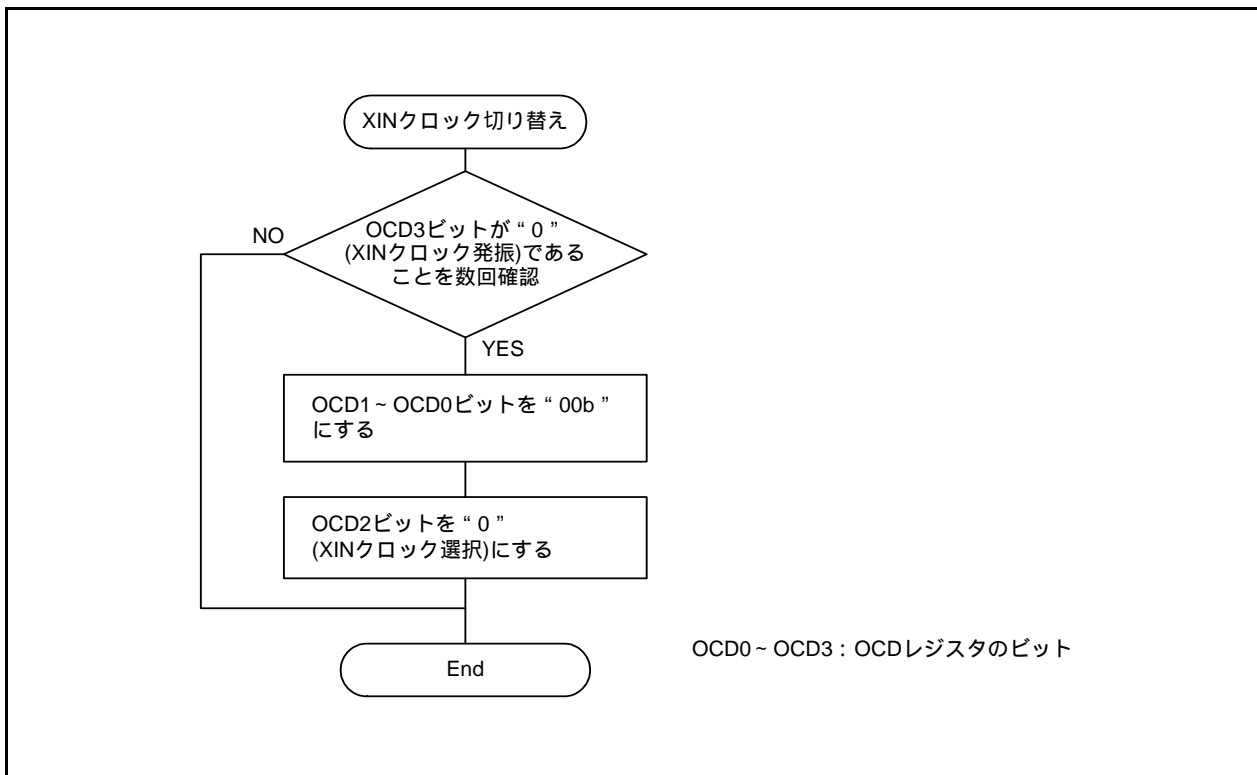 XINクロック切り替え
NO
OCD3ビットが“ 0 ”
(XINクロック発振)である
ことを数回確認
YES
OCD1~OCD0ビットを“ 00b ”
にする
OCD2ビットを“ 0 ”
(XINクロック選択)にする
OCD0~OCD3:OCDレジスタのビット
End